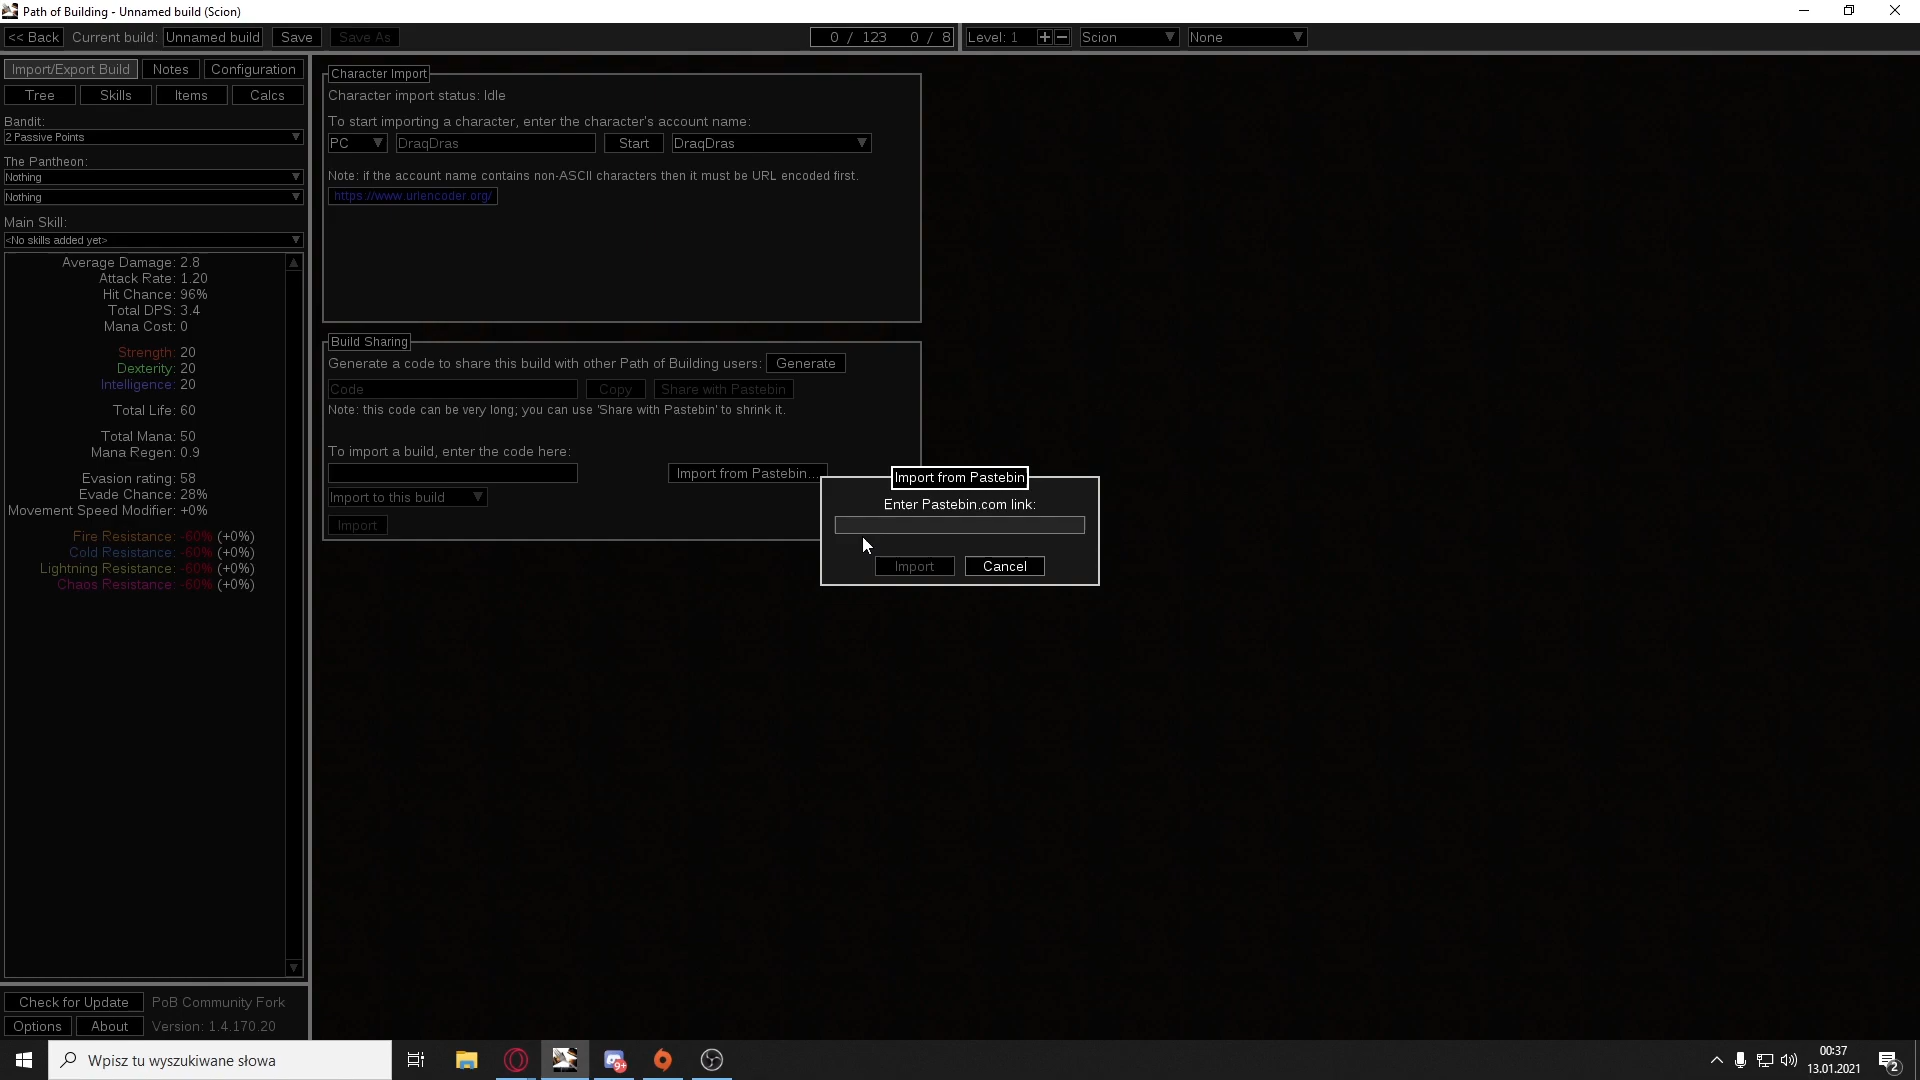 Path of Building - Unnamed build (Scion)
<< Back Current build: Unnamed build Save Save As 0 / 123 0 / 8 Level: 1 + - Scion None
Import/Export Build Notes Configuration
Tree Skills Items Calcs
Bandit:
2 Passive Points
The Pantheon:
Nothing
Nothing
Main Skill:
<No skills added yet>
Average Damage: 2.8
Attack Rate: 1.20
Hit Chance: 96%
Total DPS: 3.4
Mana Cost: 0
Strength: 20
Dexterity: 20
Intelligence: 20
Total Life: 60
Total Mana: 50
Mana Regen: 0.9
Evasion rating: 58
Evade Chance: 28%
Movement Speed Modifier: +0%
Fire Resistance: -60% (+0%)
Cold Resistance: -60% (+0%)
Lightning Resistance: -60% (+0%)
Chaos Resistance: -60% (+0%)
Check for Update PoB Community Fork
Options About Version: 1.4.170.20
Character Import
Character import status: Idle
To start importing a character, enter the character's account name:
PC DraqDras Start DraqDras
Note: if the account name contains non-ASCII characters then it must be URL encoded first.
https://www.urlencoder.org/
Build Sharing
Generate a code to share this build with other Path of Building users: Generate
Code Copy Share with Pastebin
Note: this code can be very long; you can use 'Share with Pastebin' to shrink it.
To import a build, enter the code here:
Import from Pastebin...
Import to this build
Import
Import from Pastebin
Enter Pastebin.com link:
Import Cancel
Wpisz tu wyszukiwane słowa
9+
00:37
13.01.2021
2